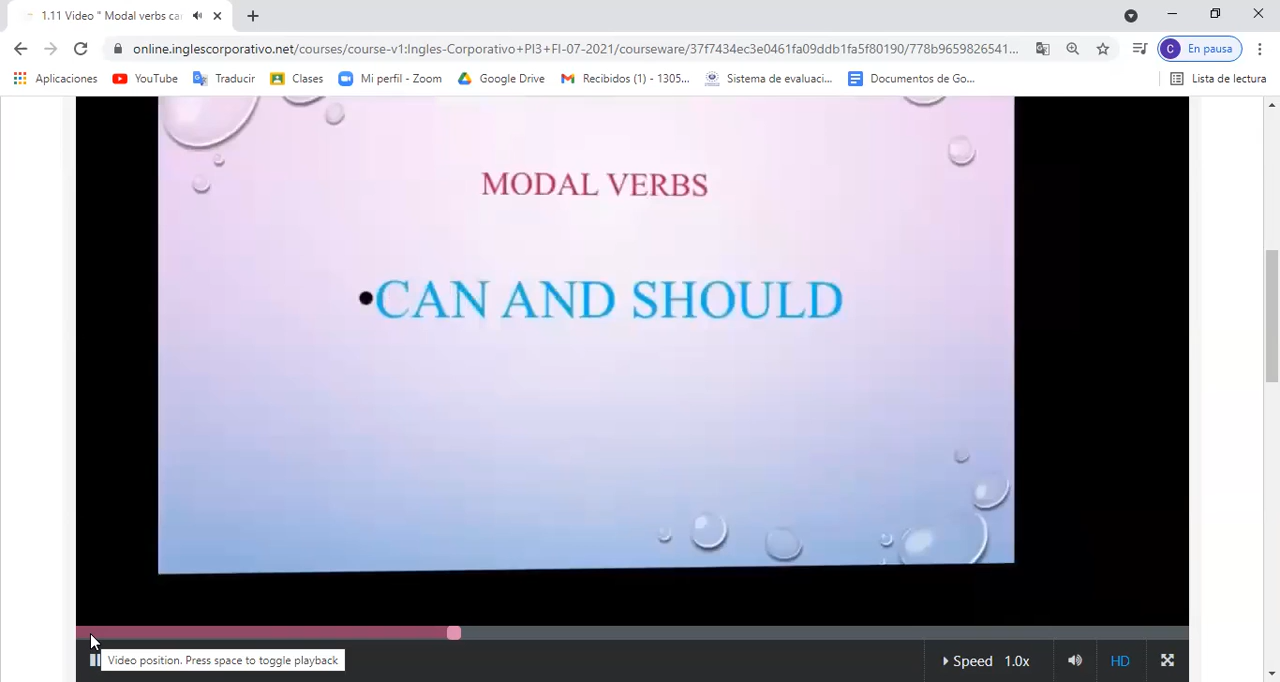 1.11 Video " Modal verbs ca
online.inglescorporativo.net/courses/course-v1:Ingles-Corporativo+PI3+FI-07-2021/courseware/37f7434ec3e0461fa09ddb1fa5f80190/778b9659826541...
C En pausa
Aplicaciones YouTube Traducir Clases Mi perfil - Zoom Google Drive Recibidos (1) - 1305... Sistema de evaluaci... Documentos de Go... Lista de lectura
MODAL VERBS
•CAN AND SHOULD
Video position. Press space to toggle playback
Speed 1.0x HD